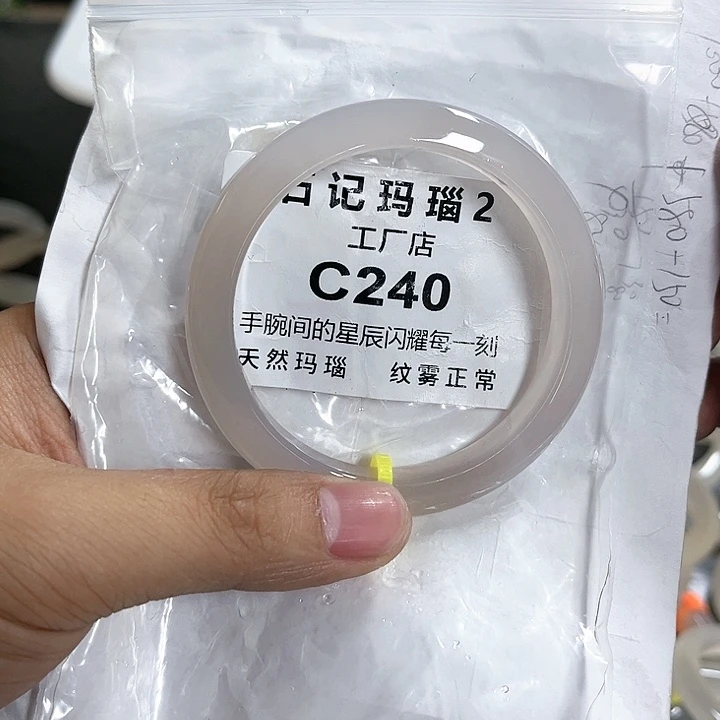 记玛瑙2
工厂店
C240
手腕间的星辰闪耀每一刻
天然玛瑙 纹雾正常